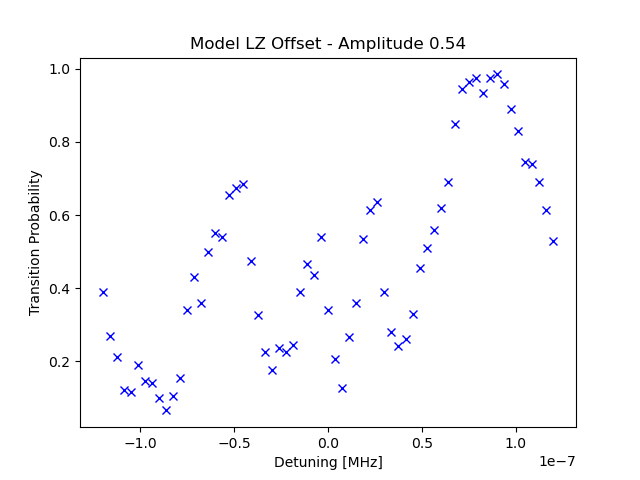 Model LZ Offset - Amplitude 0.54
Transition Probability
1.0
0.8
0.6
0.4
0.2
−1.0 −0.5 0.0 0.5 1.0
1e−7
Detuning [MHz]